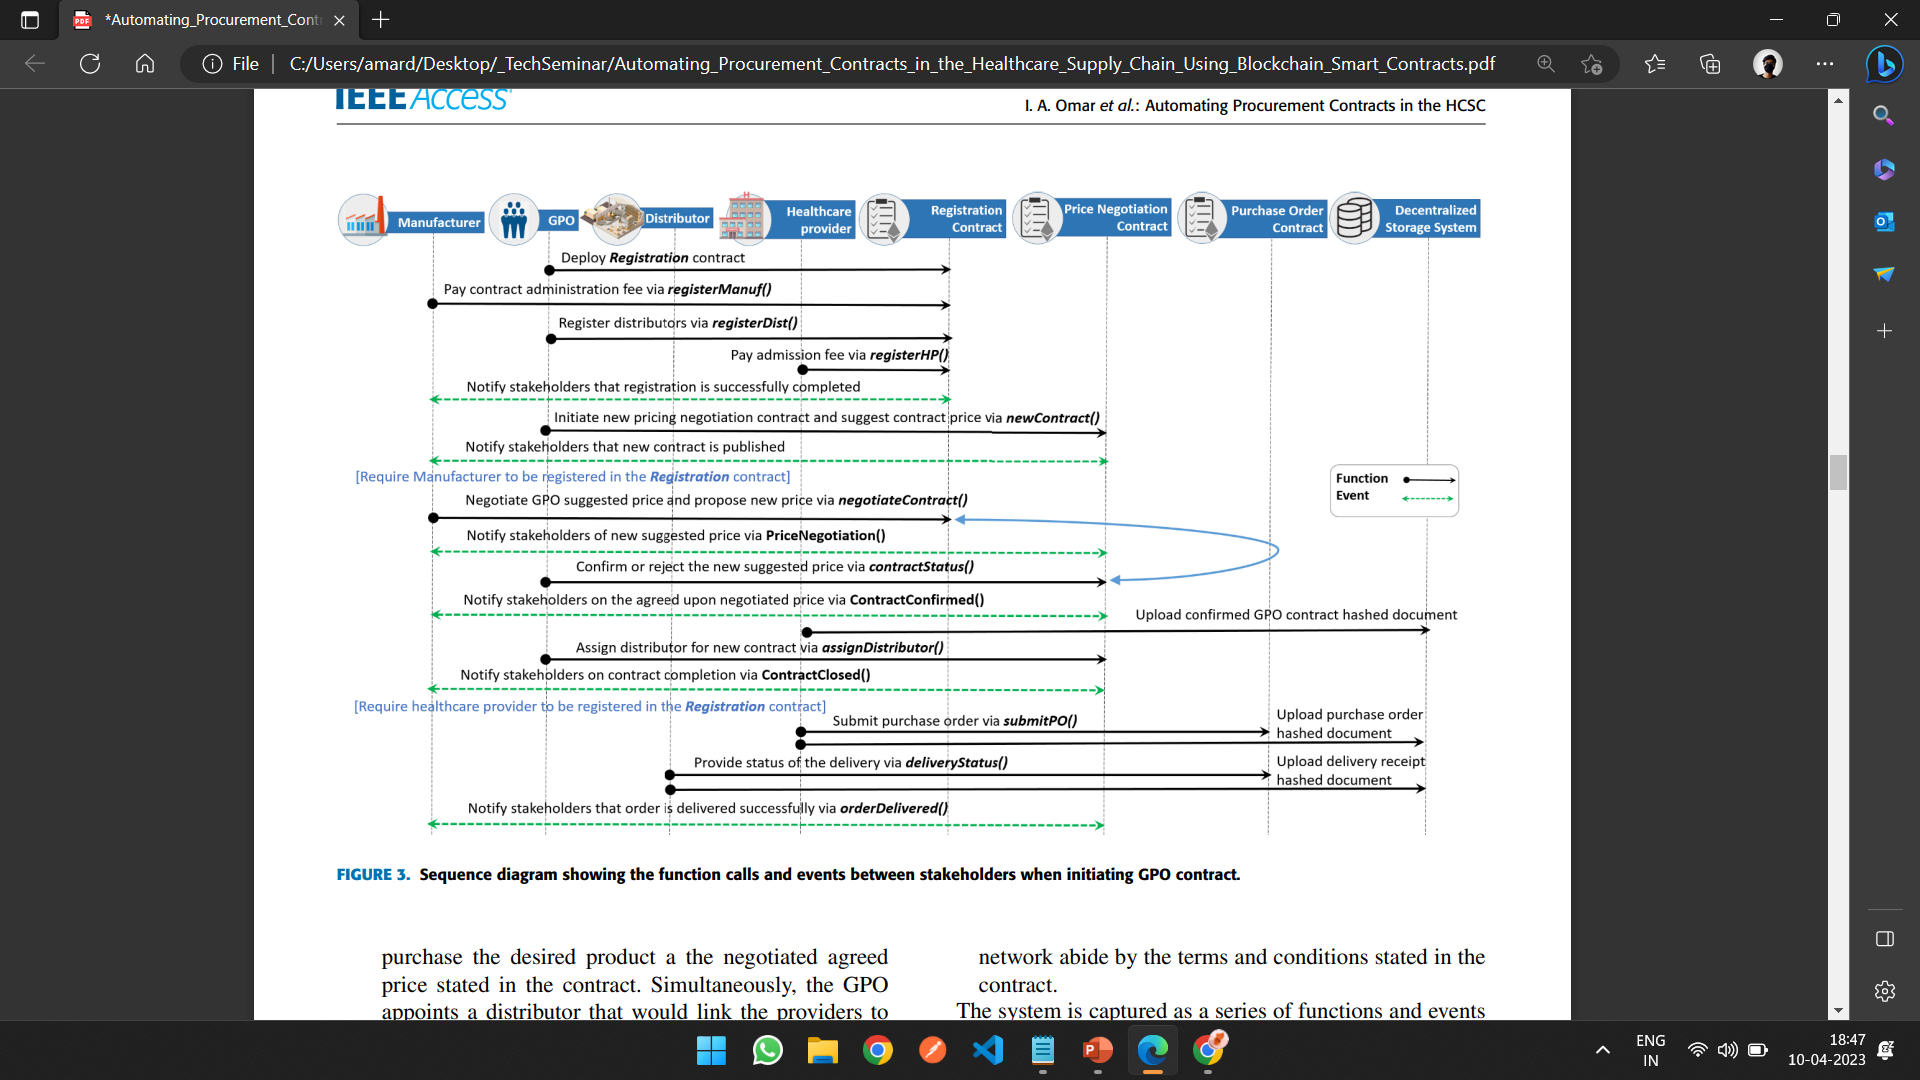 *Automating_Procurement_Cont
File
C:/Users/amard/Desktop/_TechSeminar/Automating_Procurement_Contracts_in_the_Healthcare_Supply_Chain_Using_Blockchain_Smart_Contracts.pdf
IEEE Access
I. A. Omar et al.: Automating Procurement Contracts in the HCSC
Manufacturer
GPO
Distributor
Healthcare
provider
Registration
Contract
Price Negotiation
Contract
Purchase Order
Contract
Decentralized
Storage System
Deploy Registration contract
Pay contract administration fee via registerManuf()
Register distributors via registerDist()
Pay admission fee via registerHP()
Notify stakeholders that registration is successfully completed
Initiate new pricing negotiation contract and suggest contract price via newContract()
Notify stakeholders that new contract is published
[Require Manufacturer to be registered in the Registration contract]
Function
Event
Negotiate GPO suggested price and propose new price via negotiateContract()
Notify stakeholders of new suggested price via PriceNegotiation()
Confirm or reject the new suggested price via contractStatus()
Notify stakeholders on the agreed upon negotiated price via ContractConfirmed()
Upload confirmed GPO contract hashed document
Assign distributor for new contract via assignDistributor()
Notify stakeholders on contract completion via ContractClosed()
[Require healthcare provider to be registered in the Registration contract]
Submit purchase order via submitPO()
Upload purchase order
hashed document
Provide status of the delivery via deliveryStatus()
Upload delivery receipt
hashed document
Notify stakeholders that order is delivered successfully via orderDelivered()
FIGURE 3. Sequence diagram showing the function calls and events between stakeholders when initiating GPO contract.
purchase the desired product a the negotiated agreed
price stated in the contract. Simultaneously, the GPO
appoints a distributor that would link the providers to
network abide by the terms and conditions stated in the
contract.
The system is captured as a series of functions and events
ENG
IN
18:47
10-04-2023